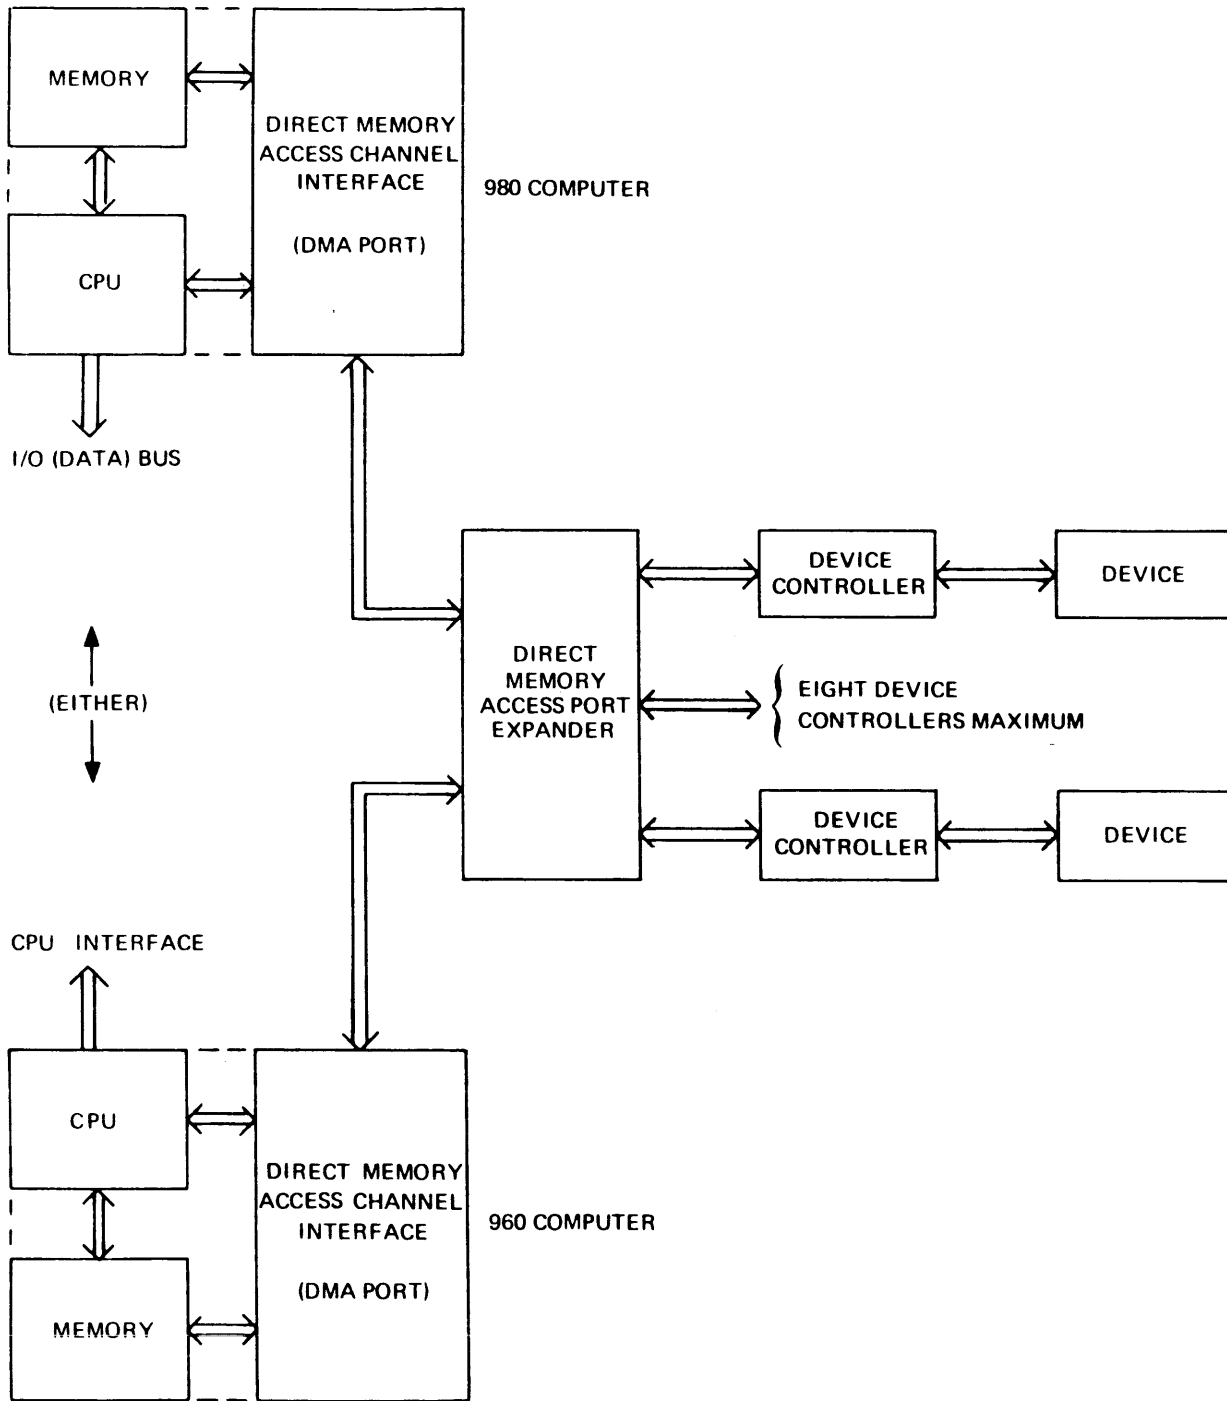 MEMORY
DIRECT MEMORY
ACCESS CHANNEL
INTERFACE
(DMA PORT)
980 COMPUTER
CPU
I/O (DATA) BUS
DEVICE
CONTROLLER
DEVICE
(EITHER)
DIRECT
MEMORY
ACCESS PORT
EXPANDER
EIGHT DEVICE
CONTROLLERS MAXIMUM
DEVICE
CONTROLLER
DEVICE
CPU INTERFACE
CPU
DIRECT MEMORY
ACCESS CHANNEL
INTERFACE
(DMA PORT)
960 COMPUTER
MEMORY